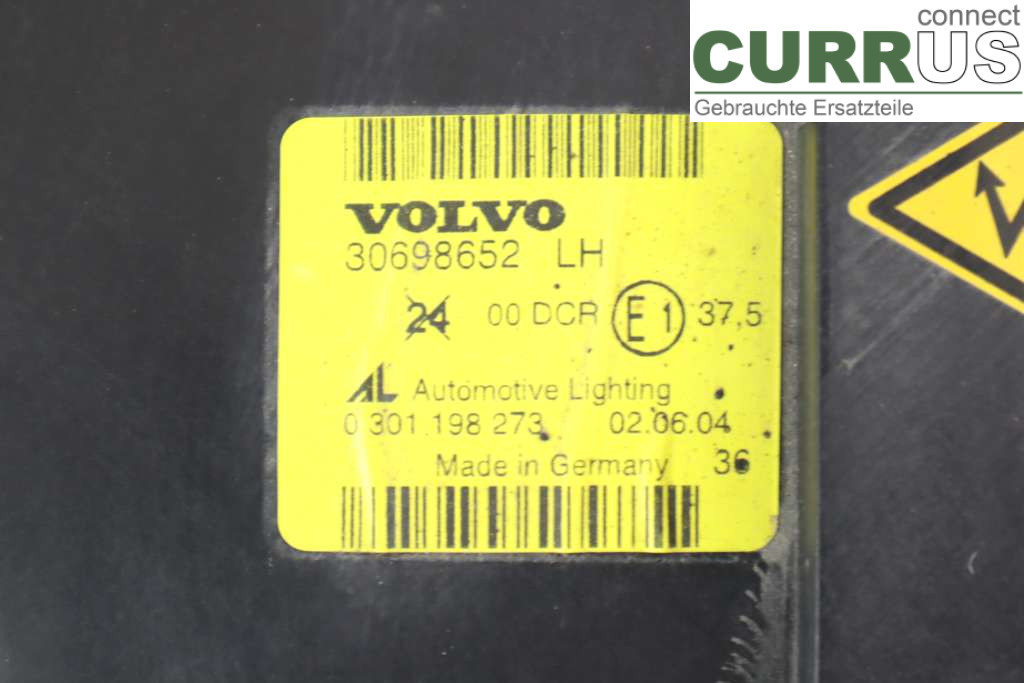 connect
CURRUS
Gebrauchte Ersatzteile
VOLVO
30698652 LH
24 00 DCR E1 37,5
AL Automotive Lighting
0 301 198 273 02.06.04
Made in Germany 36